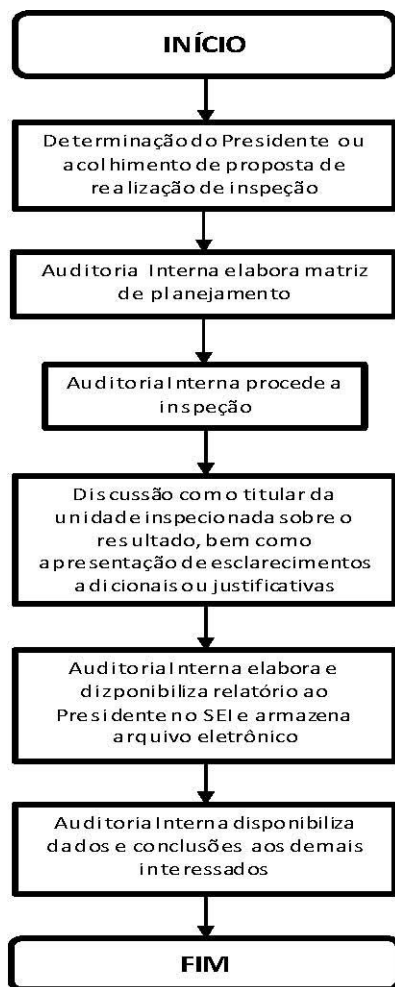 INÍCIO
Determinação do Presidente ou
acolhimento de proposta de
realização de inspeção
Auditoria Interna elabora matriz
de planejamento
Auditoria Interna procede a
inspeção
Discussão com o titular da
unidade inspecionada sobre o
resultado, bem como
apresentação de esclarecimentos
adicionais ou justificativas
Auditoria Interna elabora e
dizponibiliza relatório ao
Presidente no SEI e armazena
arquivo eletrônico
Auditoria Interna disponibiliza
dados e conclusões aos demais
interessados
FIM